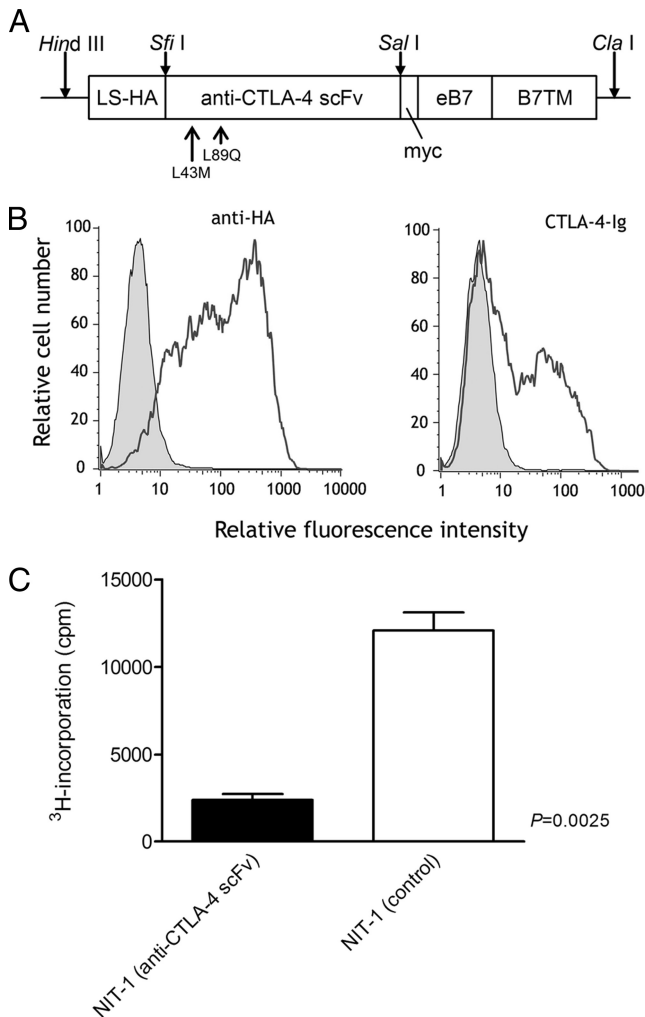 A
Hind III
Sfi I
Sal I
Cla I
LS-HA
anti-CTLA-4 scFv
eB7
B7TM
L43M
L89Q
myc
B
anti-HA
CTLA-4-Ig
Relative cell number
100
80
60
40
20
0
1
10
100
1000
10000
100
80
60
40
20
0
1
10
100
1000
Relative fluorescence intensity
C
³H-incorporation (cpm)
15000
10000
5000
0
P=0.0025
NIT-1 (anti-CTLA-4 scFv)
NIT-1 (control)